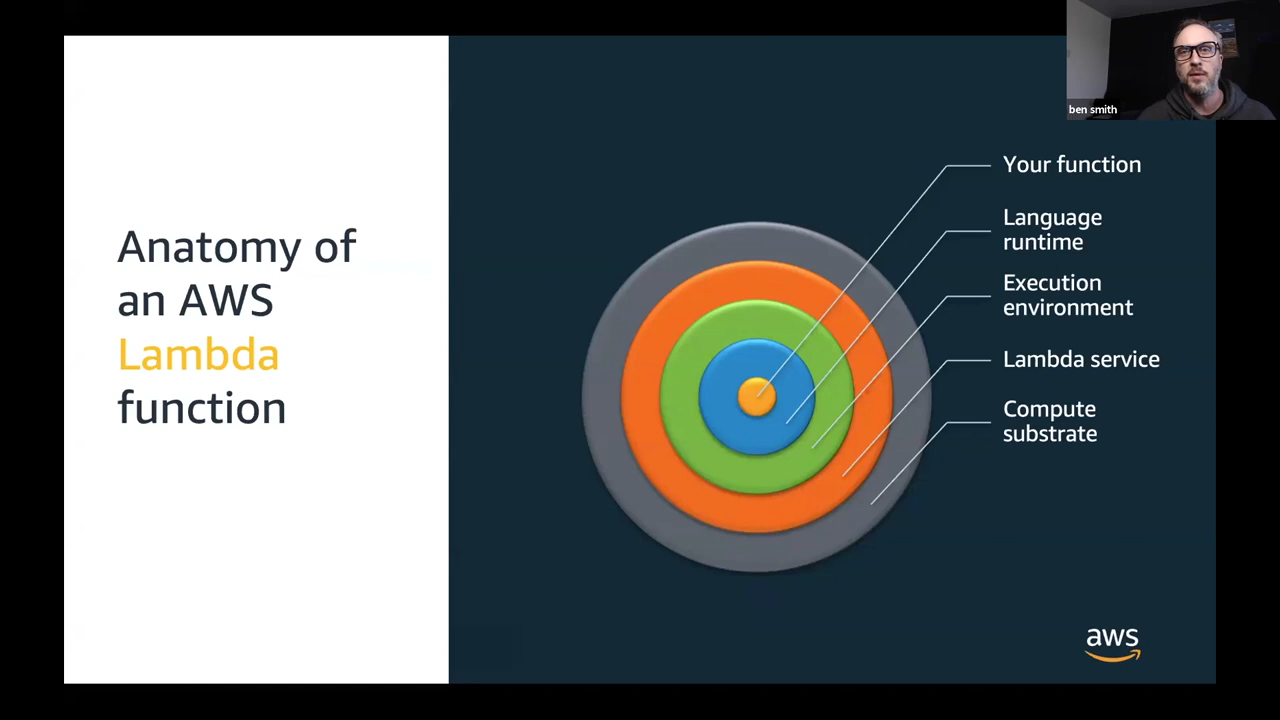 ben smith
Anatomy of
an AWS
Lambda
function
Your function
Language
runtime
Execution
environment
Lambda service
Compute
substrate
aws